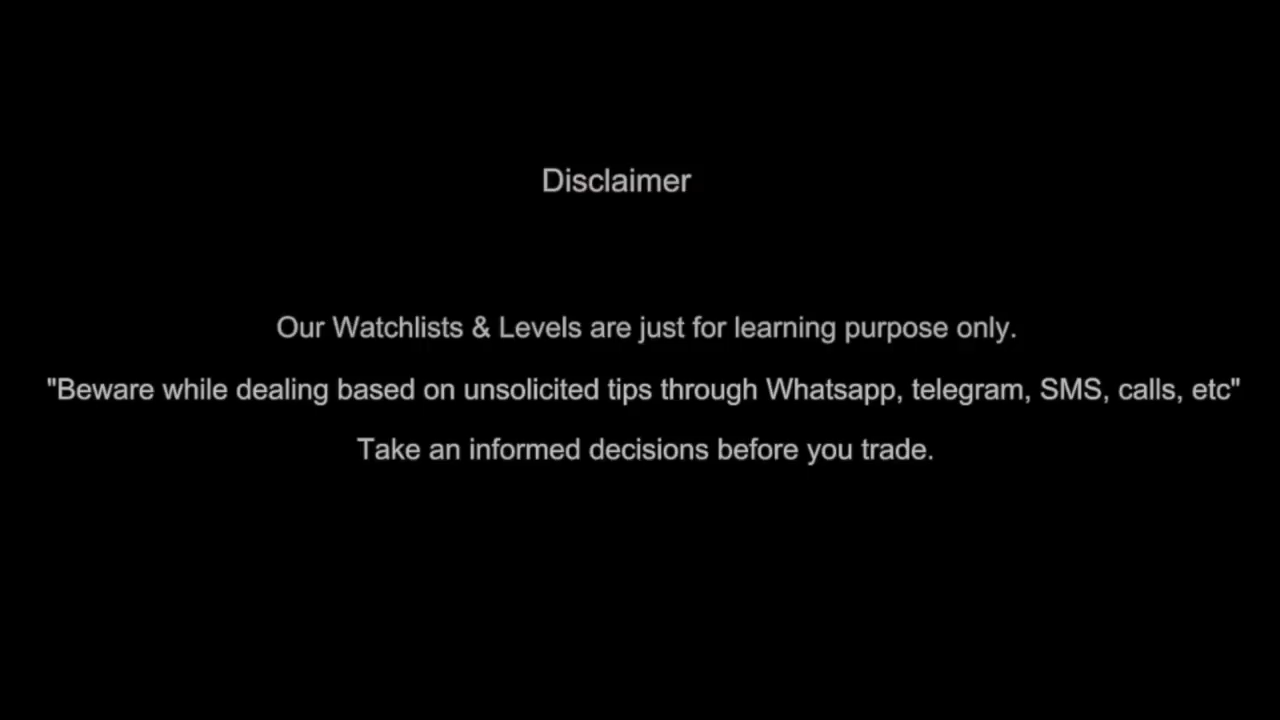 Disclaimer
Our Watchlists & Levels are just for learning purpose only.
"Beware while dealing based on unsolicited tips through Whatsapp, telegram, SMS, calls, etc"
Take an informed decisions before you trade.